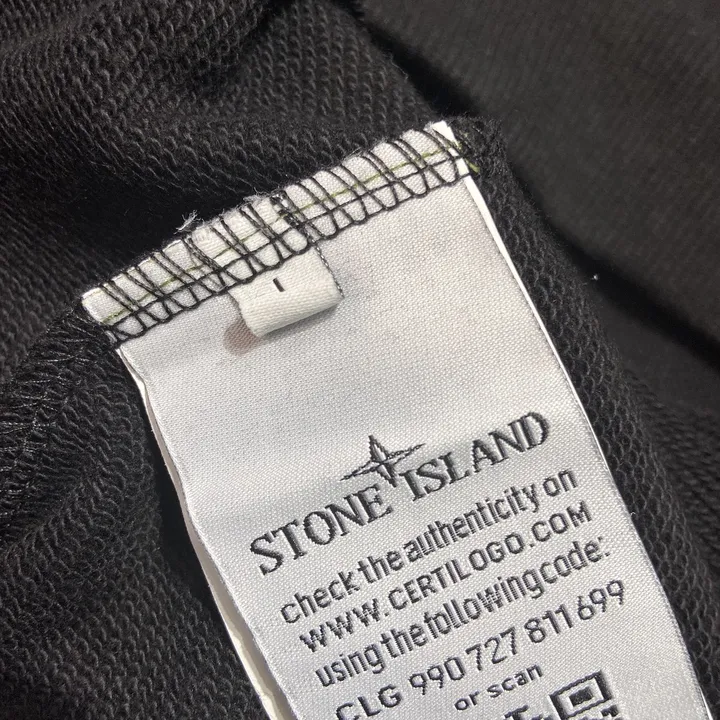 STONE ISLAND
check the authenticity on
WWW.CERTILOGO.COM
using the following code:
CLG 990 727 811 699
or scan